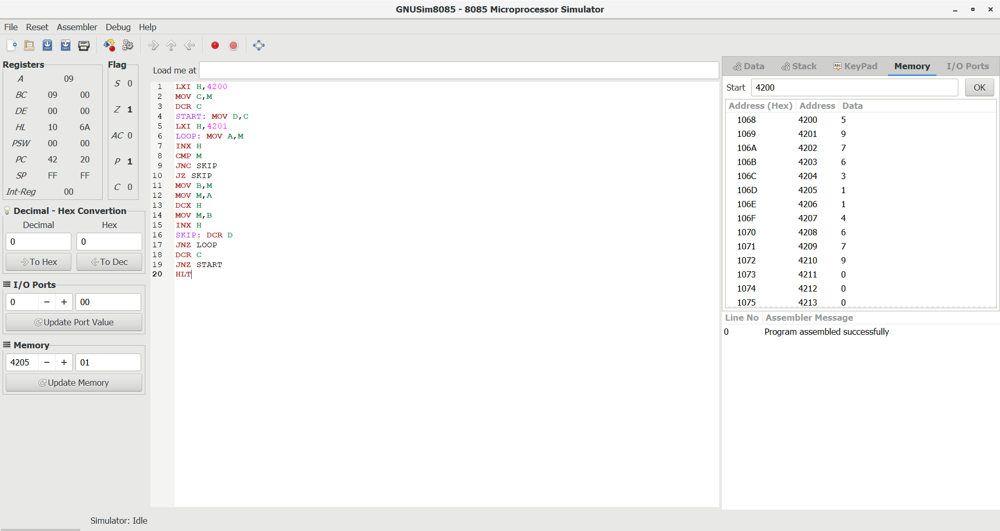 GNUSim8085 - 8085 Microprocessor Simulator
File Reset Assembler Debug Help
Registers
A 09
BC 09 00
DE 00 00
HL 10 6A
PSW 00 00
PC 42 20
SP FF FF
Int-Reg 00
Flag
S 0
Z 1
AC 0
P 1
C 0
Decimal - Hex Convertion
Decimal Hex
0 0
To Hex To Dec
I/O Ports
0 − + 00
Update Port Value
Memory
4205 − + 01
Update Memory
Load me at
1 LXI H,4200
2 MOV C,M
3 DCR C
4 START: MOV D,C
5 LXI H,4201
6 LOOP: MOV A,M
7 INX H
8 CMP M
9 JNC SKIP
10 JZ SKIP
11 MOV B,M
12 MOV M,A
13 DCX H
14 MOV M,B
15 INX H
16 SKIP: DCR D
17 JNZ LOOP
18 DCR C
19 JNZ START
20 HLT
Data Stack Abc KeyPad Memory I/O Ports
Start 4200 OK
Address (Hex) Address Data
1068 4200 5
1069 4201 9
106A 4202 7
106B 4203 6
106C 4204 3
106D 4205 1
106E 4206 1
106F 4207 4
1070 4208 6
1071 4209 7
1072 4210 9
1073 4211 0
1074 4212 0
1075 4213 0
Line No Assembler Message
0 Program assembled successfully
Simulator: Idle